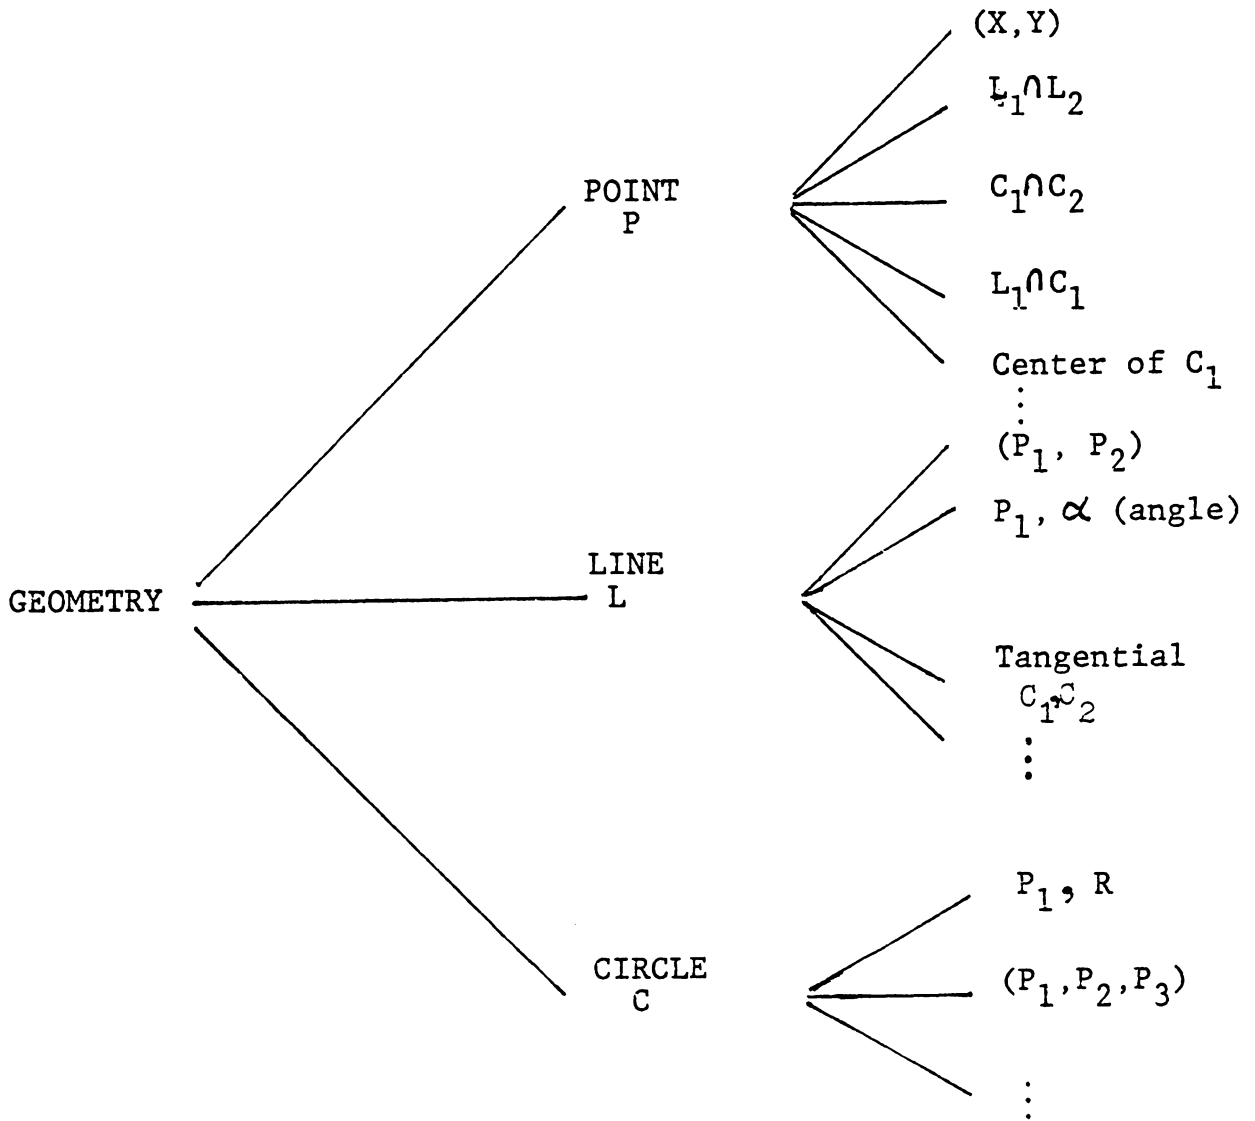 (X,Y)
L₁∩L₂
POINT
P
C₁∩C₂
L₁∩C₁
Center of C₁
⋮
(P₁, P₂)
P₁, α (angle)
GEOMETRY
LINE
L
Tangential
C₁,C₂
⋮
P₁, R
CIRCLE
C
(P₁,P₂,P₃)
⋮